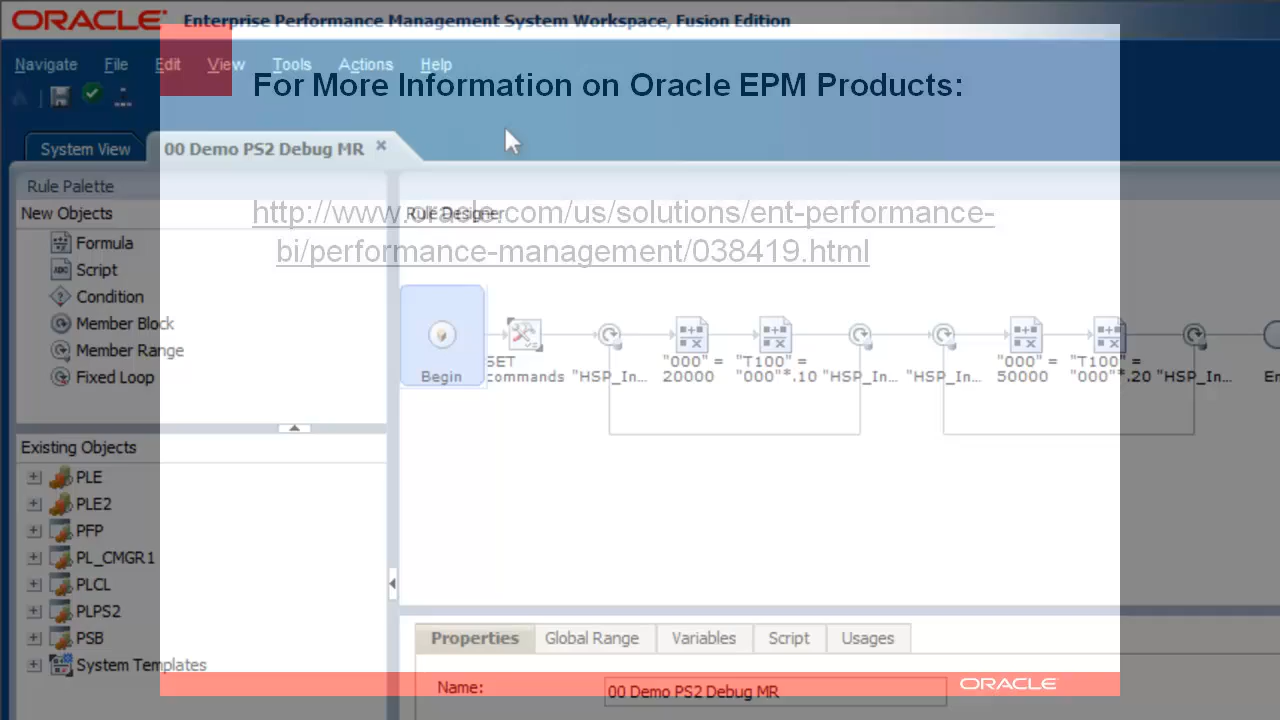 ORACLE
Enterprise Performance Management System Workspace, Fusion Edition
Navigate File Edit View Tools Actions Help
For More Information on Oracle EPM Products:
System View
00 Demo PS2 Debug MR
Rule Palette
New Objects
Formula
Script
Condition
Member Block
Member Range
Fixed Loop
Rule Designer
http://www.oracle.com/us/solutions/ent-performance-
bi/performance-management/038419.html
Begin
SET
commands
"HSP_In...
"000" =
20000
"T100" =
"000"*.10
"HSP_In...
"HSP_In...
"000" =
50000
"T100" =
"000"*.20
"HSP_In...
Existing Objects
PLE
PLE2
PFP
PL_CMGR1
PLCL
PLPS2
PSB
System Templates
Properties Global Range Variables Script Usages
Name: 00 Demo PS2 Debug MR
ORACLE